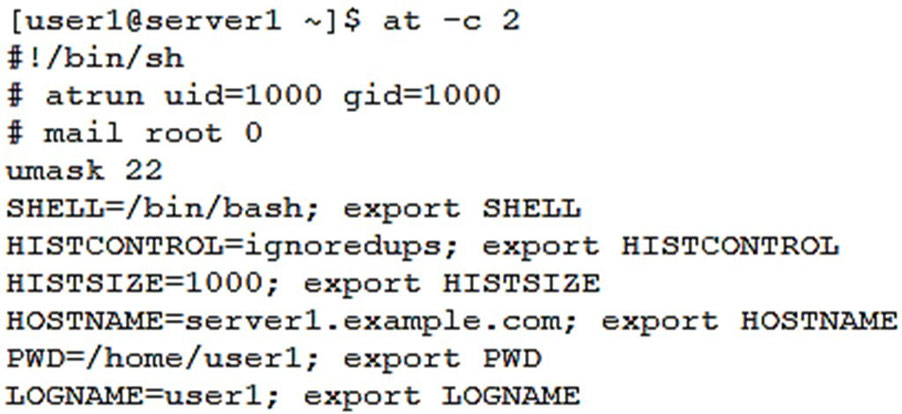 [user1@server1 ~]$ at -c 2
#!/bin/sh
# atrun uid=1000 gid=1000
# mail root 0
umask 22
SHELL=/bin/bash; export SHELL
HISTCONTROL=ignoredups; export HISTCONTROL
HISTSIZE=1000; export HISTSIZE
HOSTNAME=server1.example.com; export HOSTNAME
PWD=/home/user1; export PWD
LOGNAME=user1; export LOGNAME